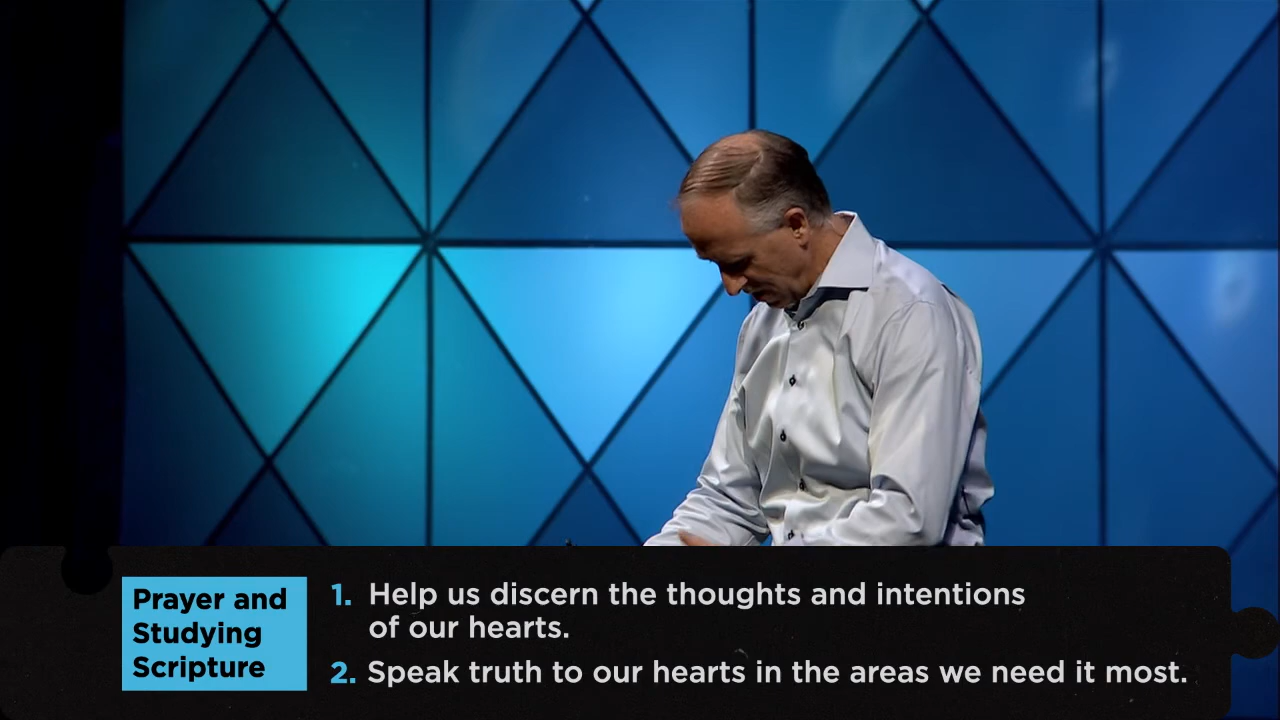 Prayer and
Studying
Scripture
1. Help us discern the thoughts and intentions
of our hearts.
2. Speak truth to our hearts in the areas we need it most.